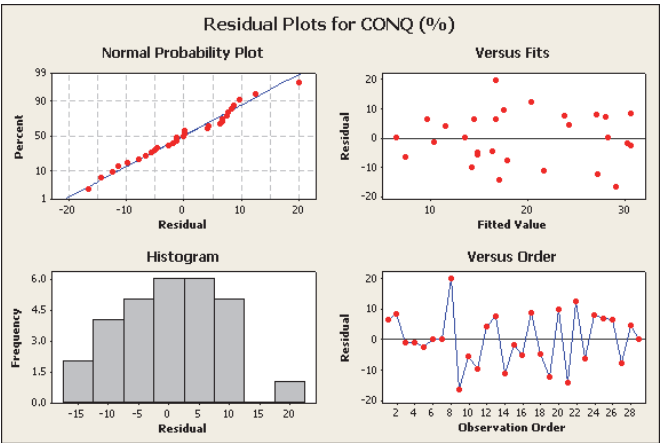 Residual Plots for CONQ (%)
Normal Probability Plot
Percent
99
90
50
10
1
-20 -10 0 10 20
Residual
Versus Fits
Residual
20
10
0
-10
-20
10 20 30
Fitted Value
Histogram
Frequency
6.0
4.5
3.0
1.5
0.0
-15 -10 -5 0 5 10 15 20
Residual
Versus Order
Residual
20
10
0
-10
-20
2 4 6 8 10 12 14 16 18 20 22 24 26 28
Observation Order